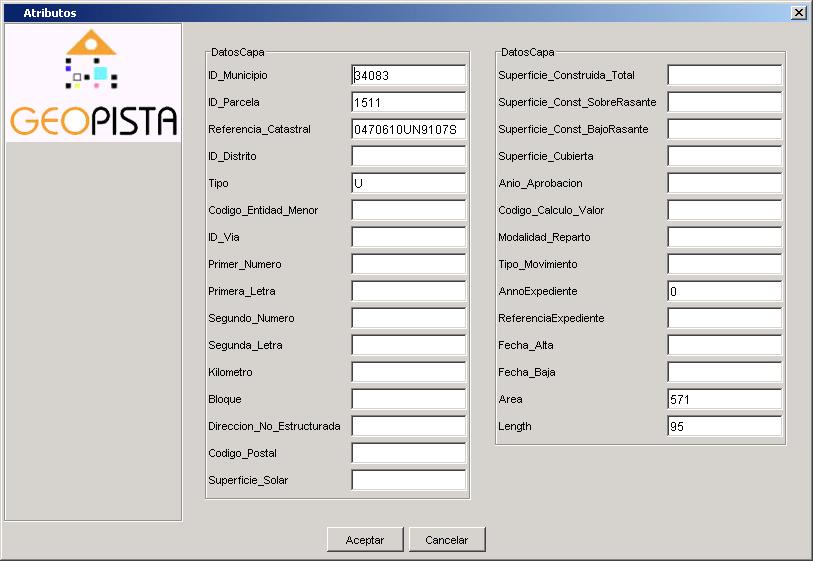 Atributos
GEOPISTA
DatosCapa
ID_Municipio 34083
ID_Parcela 1511
Referencia_Catastral 0470610UN9107S
ID_Distrito
Tipo U
Codigo_Entidad_Menor
ID_Via
Primer_Numero
Primera_Letra
Segundo_Numero
Segunda_Letra
Kilometro
Bloque
Direccion_No_Estructurada
Codigo_Postal
Superficie_Solar
DatosCapa
Superficie_Construida_Total
Superficie_Const_SobreRasante
Superficie_Const_BajoRasante
Superficie_Cubierta
Anio_Aprobacion
Codigo_Calculo_Valor
Modalidad_Reparto
Tipo_Movimiento
AnnoExpediente 0
ReferenciaExpediente
Fecha_Alta
Fecha_Baja
Area 571
Length 95
Aceptar Cancelar